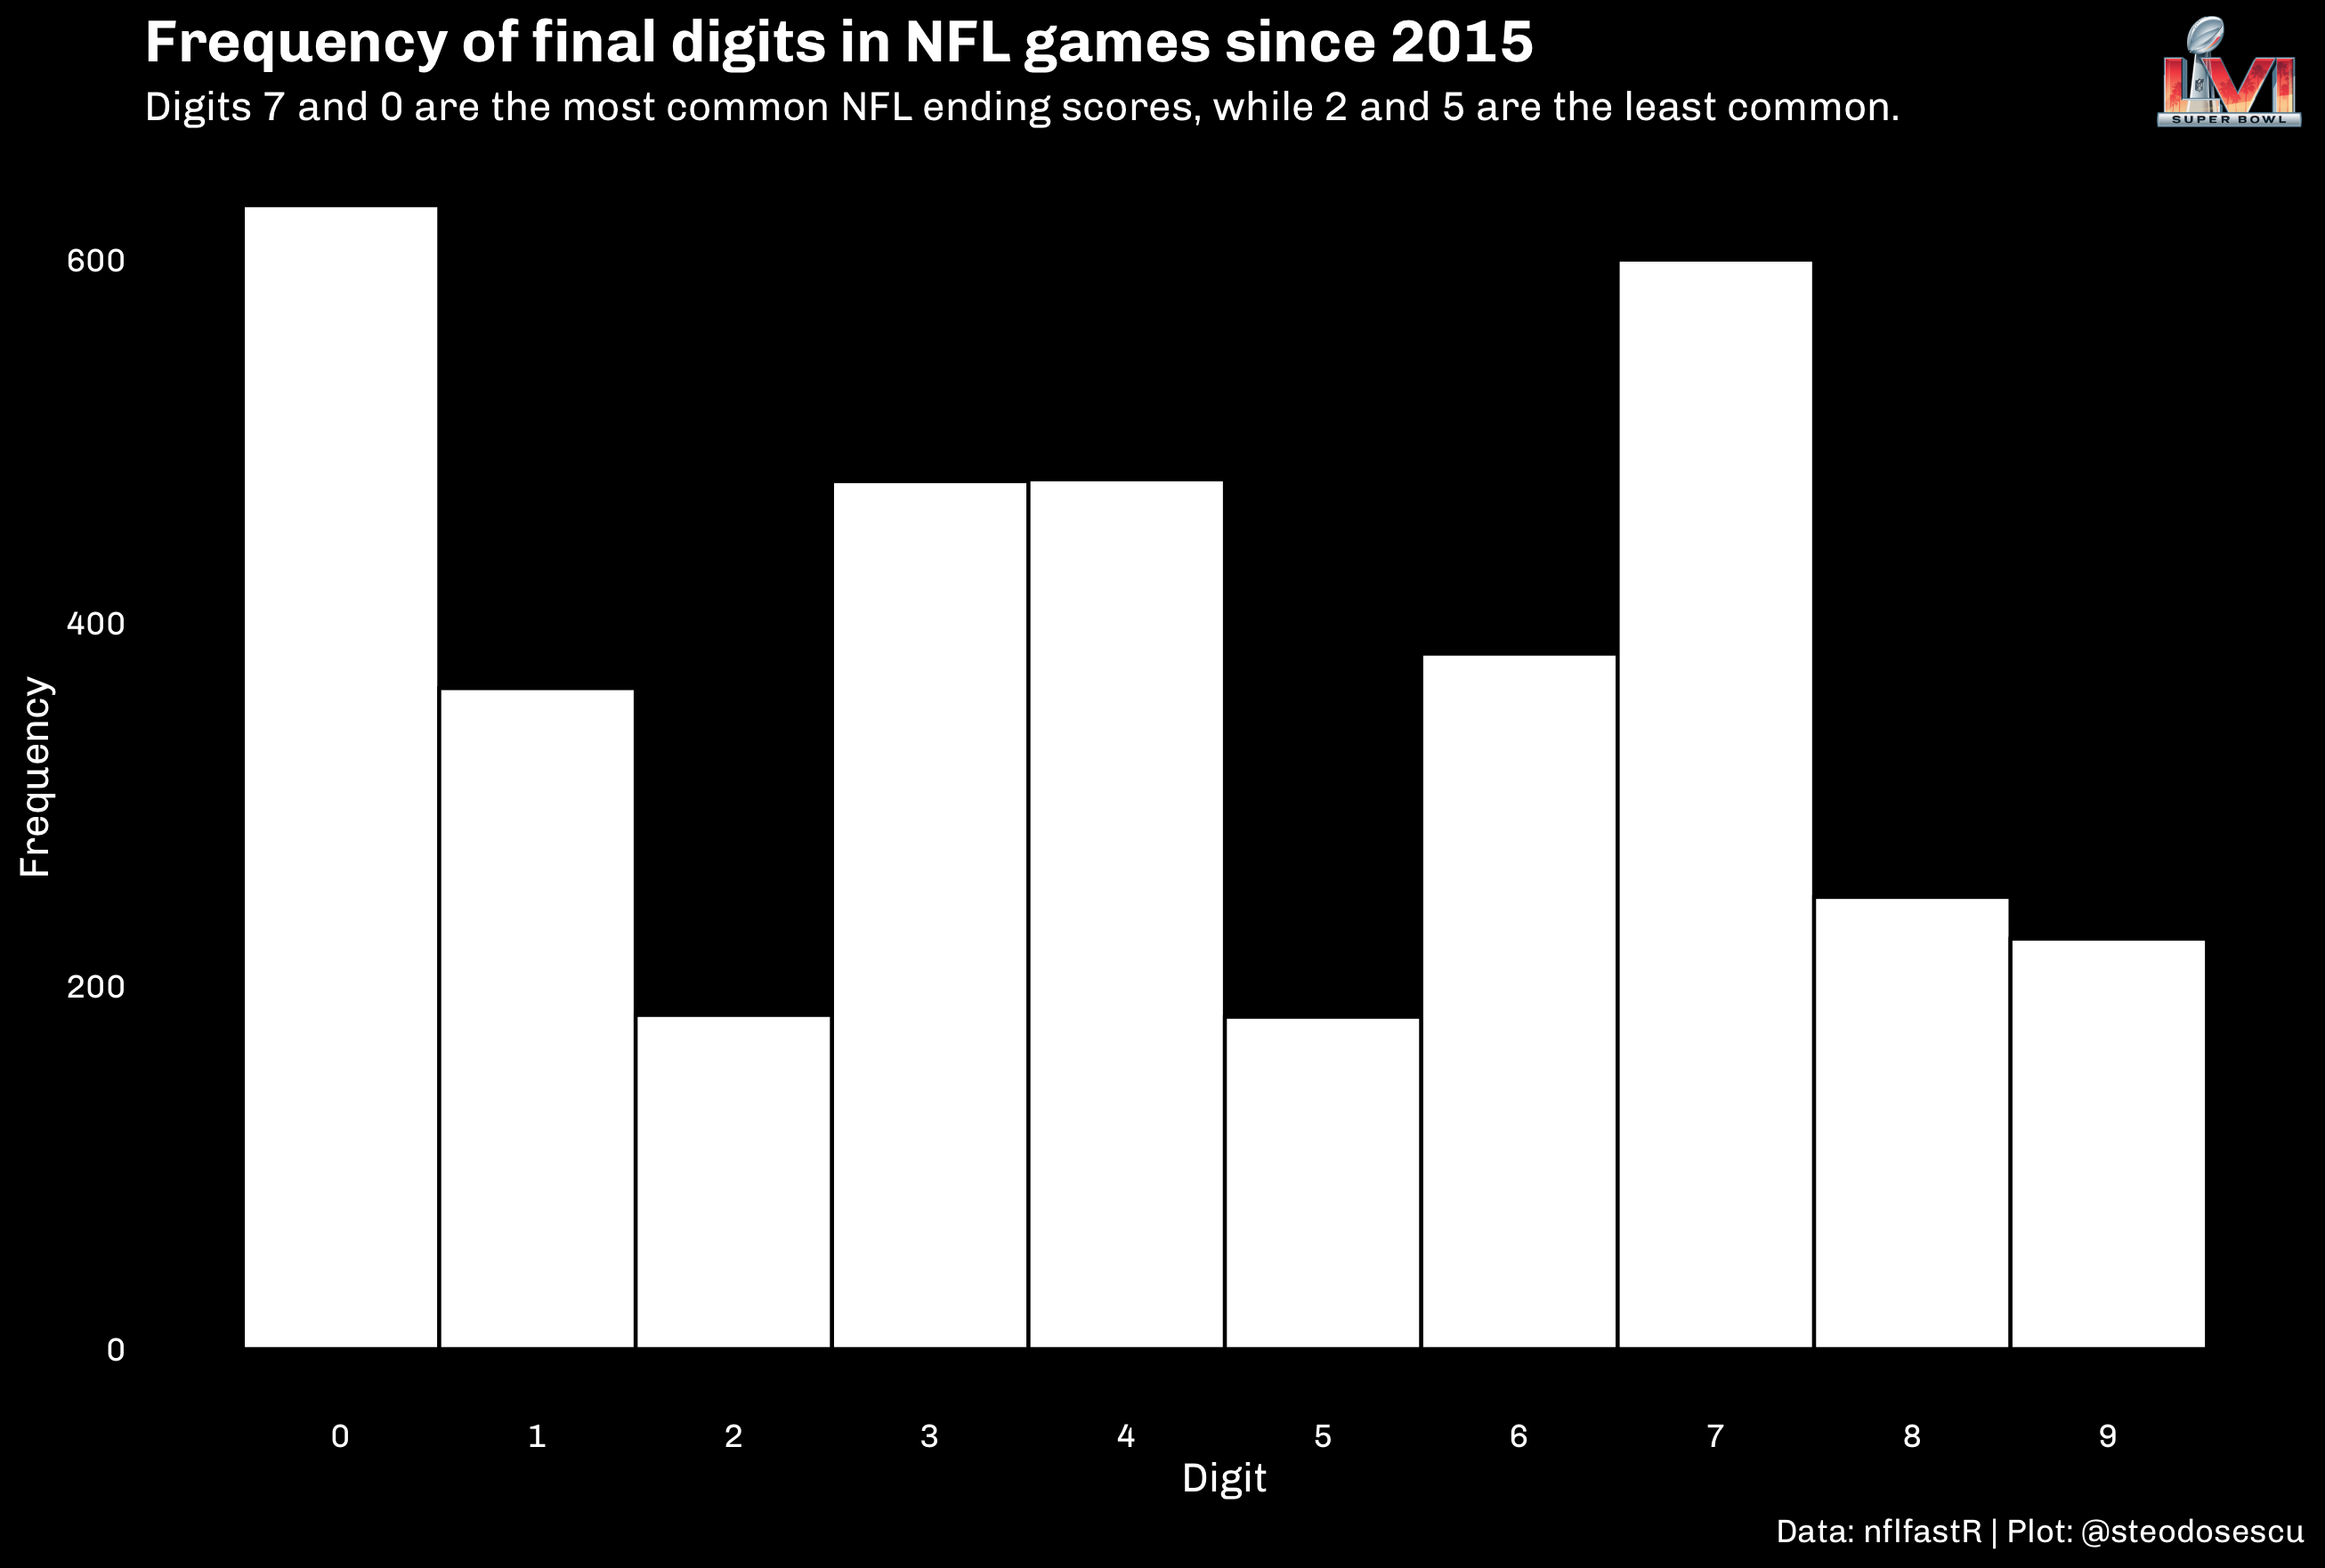 Frequency of final digits in NFL games since 2015
Digits 7 and 0 are the most common NFL ending scores, while 2 and 5 are the least common.
LVI
SUPER BOWL
600
400
200
0
Frequency
0 1 2 3 4 5 6 7 8 9
Digit
Data: nflfastR | Plot: @steodosescu